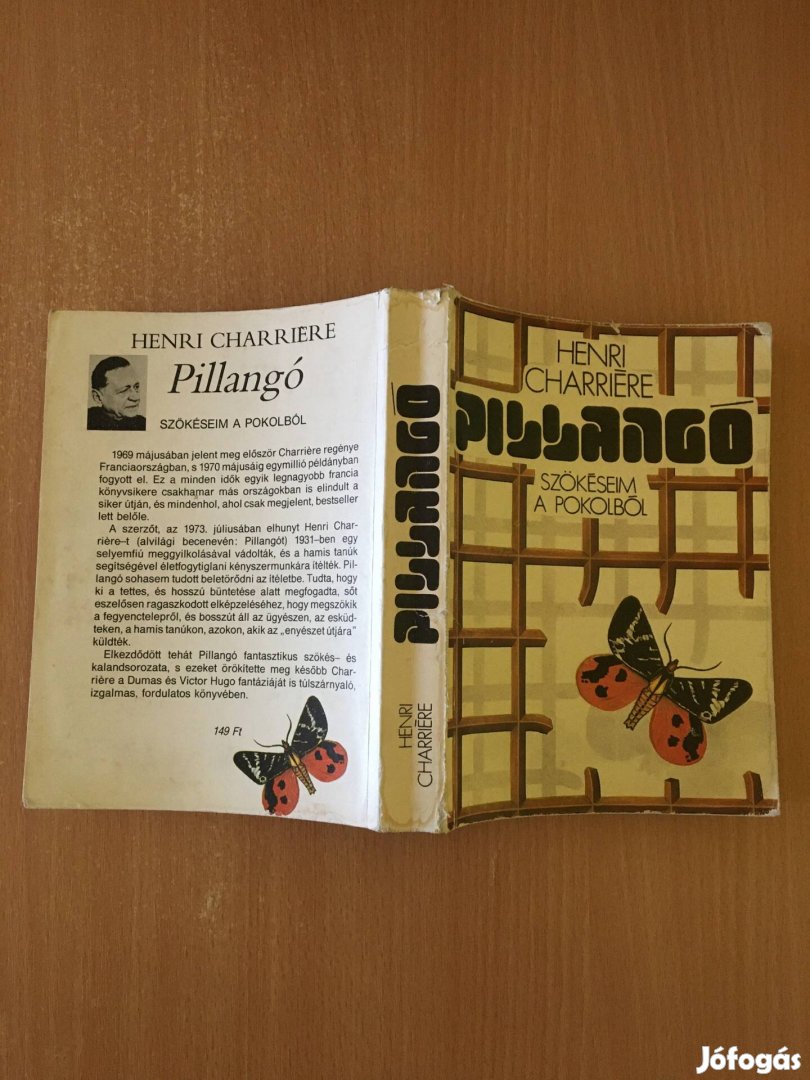 HENRI CHARRIÈRE
Pillangó
SZÖKÉSEIM A POKOLBÓL
1969 májusában jelent meg először Charrière regénye
Franciaországban, s 1970 májusáig egymillió példányban
fogyott el. Ez a minden idők egyik legnagyobb francia
könyvsikere csakhamar más országokban is elindult a
siker útján, és mindenhol, ahol csak megjelent, bestseller
lett belőle.
A szerzőt, az 1973. júliusában elhunyt Henri Char-
rière-t (alvilági becenevén: Pillangót) 1931-ben egy
selyemfiú meggyilkolásával vádolták, és a hamis tanúk
segítségével életfogytiglani kényszermunkára ítélték. Pil-
langó sohasem tudott beletörődni az ítéletbe. Tudta, hogy
ki a tettes, és hosszú büntetése alatt megfogadta, sőt
eszelősen ragaszkodott elképzeléséhez, hogy megszökik
a fegyenctelepről, és bosszút áll az ügyészen, az esküd-
teken, a hamis tanúkon, azokon, akik az „enyészet útjára"
küldték.
Elkezdődött tehát Pillangó fantasztikus szökés- és
kalandsorozata, s ezeket örökítette meg később Char-
rière a Dumas és Victor Hugo fantáziáját is túlszárnyaló,
izgalmas, fordulatos könyvében.
149 Ft
PILLANGÓ
HENRI
CHARRIÈRE
HENRI
CHARRIÈRE
PILLANGÓ
SZÖKÉSEIM
A POKOLBÓL
Jófogás